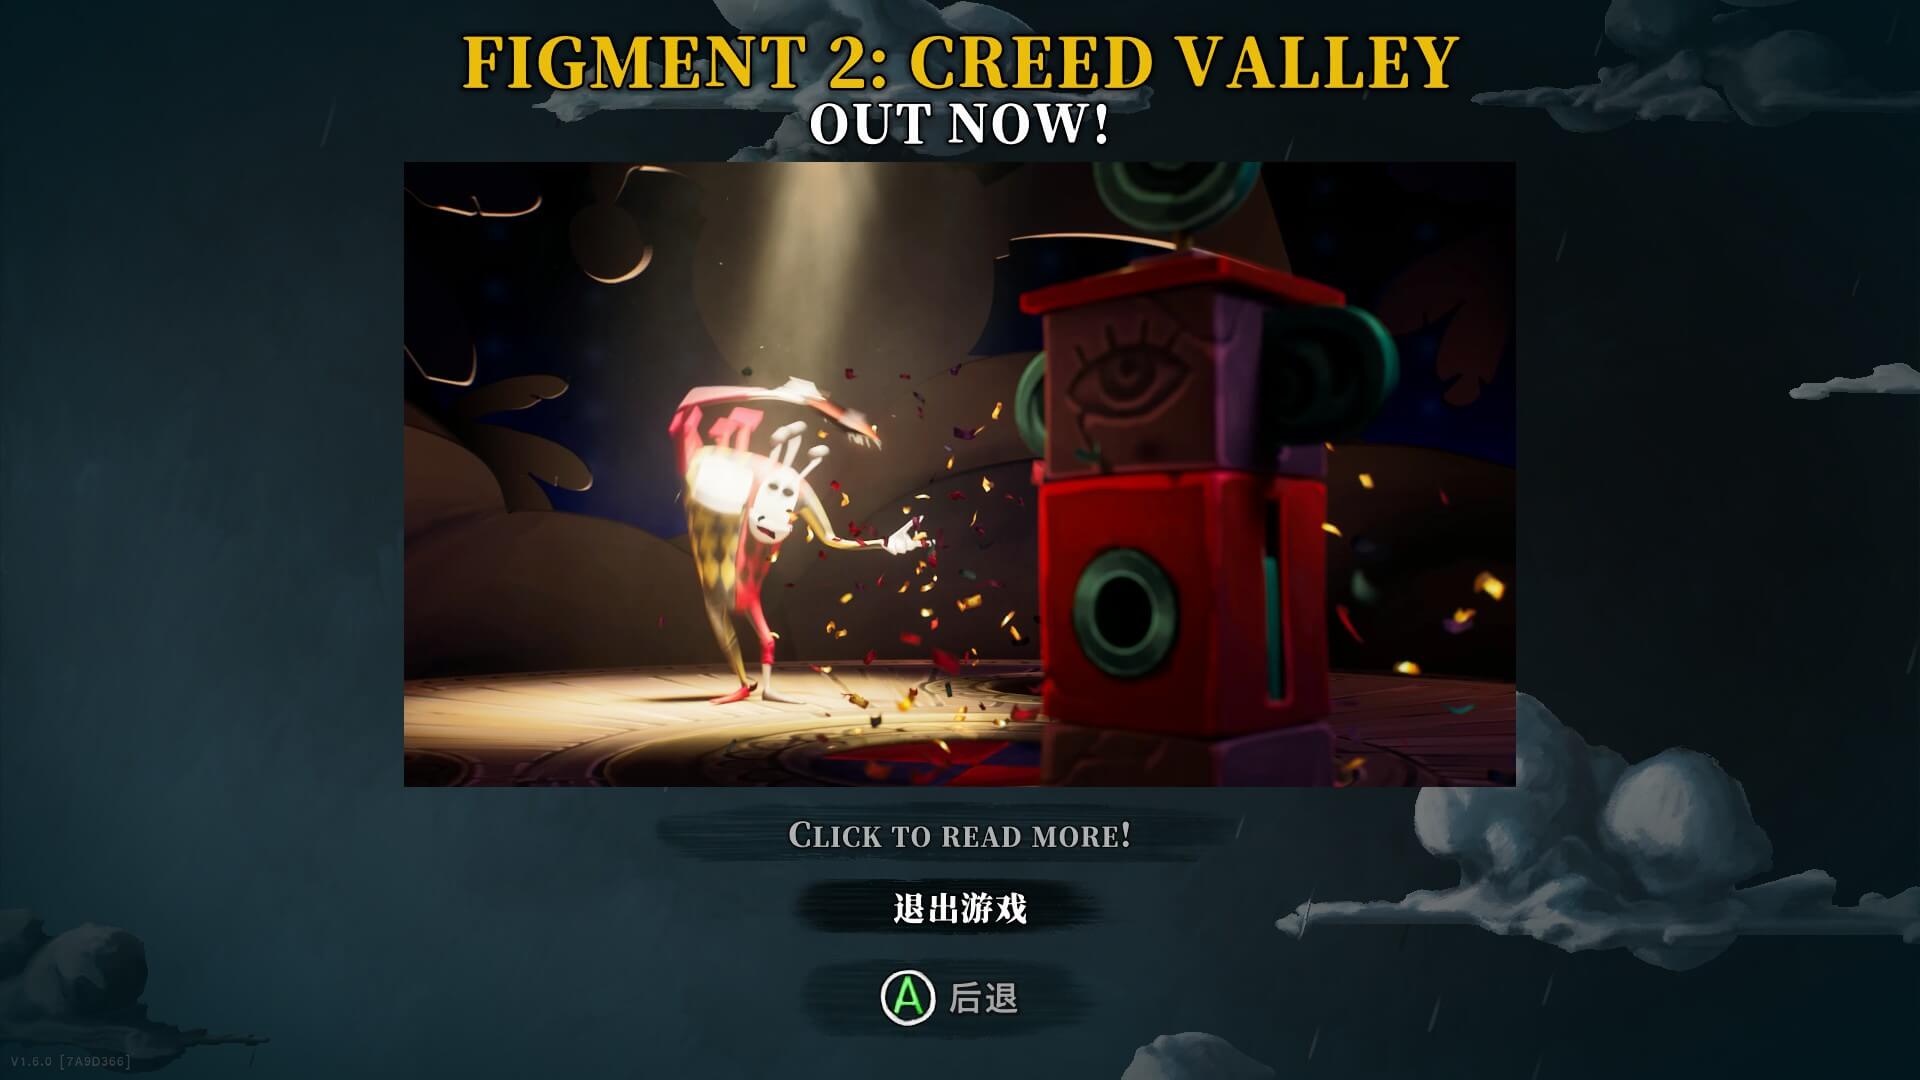 FIGMENT 2: CREED VALLEY
OUT NOW!
CLICK TO READ MORE!
退出游戏
A 后退
V1.6.0 [7A9D366]